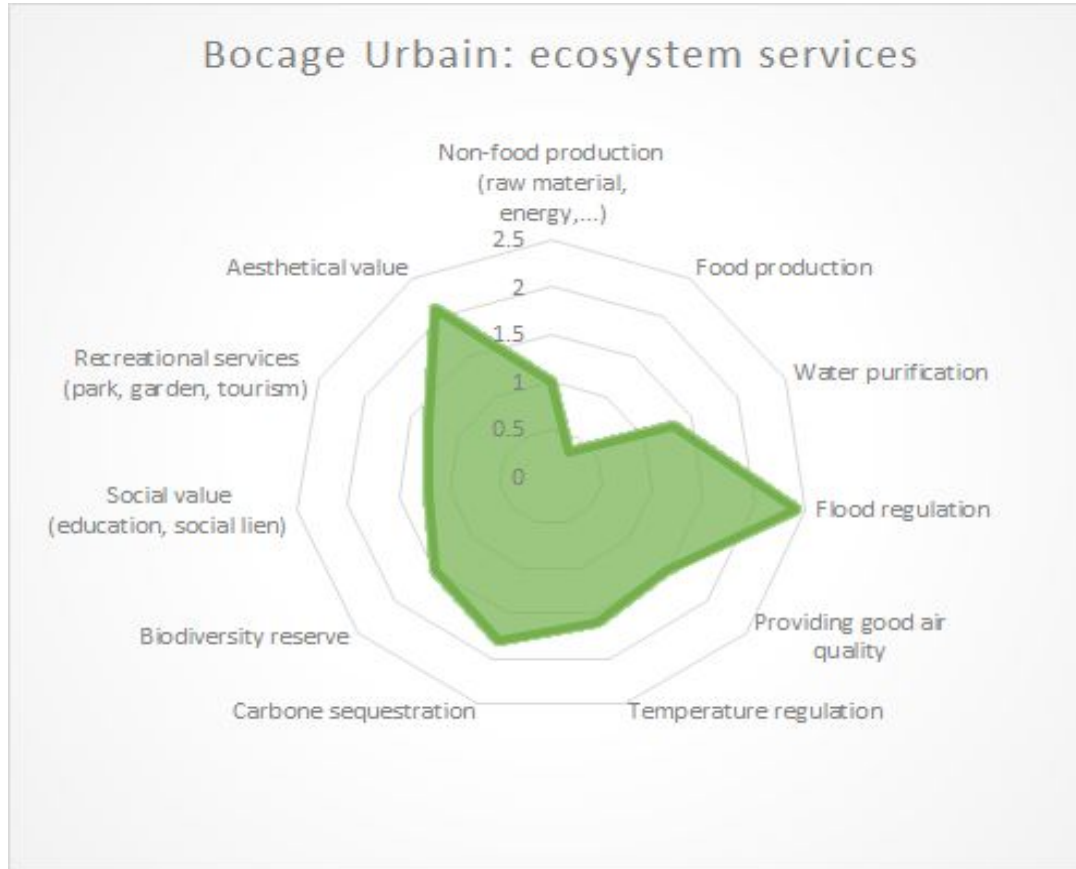 Bocage Urbain: ecosystem services
Non-food production
(raw material,
energy,...)
2.5
2
1.5
1
0.5
0
Food production
Water purification
Flood regulation
Providing good air
quality
Temperature regulation
Carbone sequestration
Biodiversity reserve
Social value
(education, social lien)
Recreational services
(park, garden, tourism)
Aesthetical value